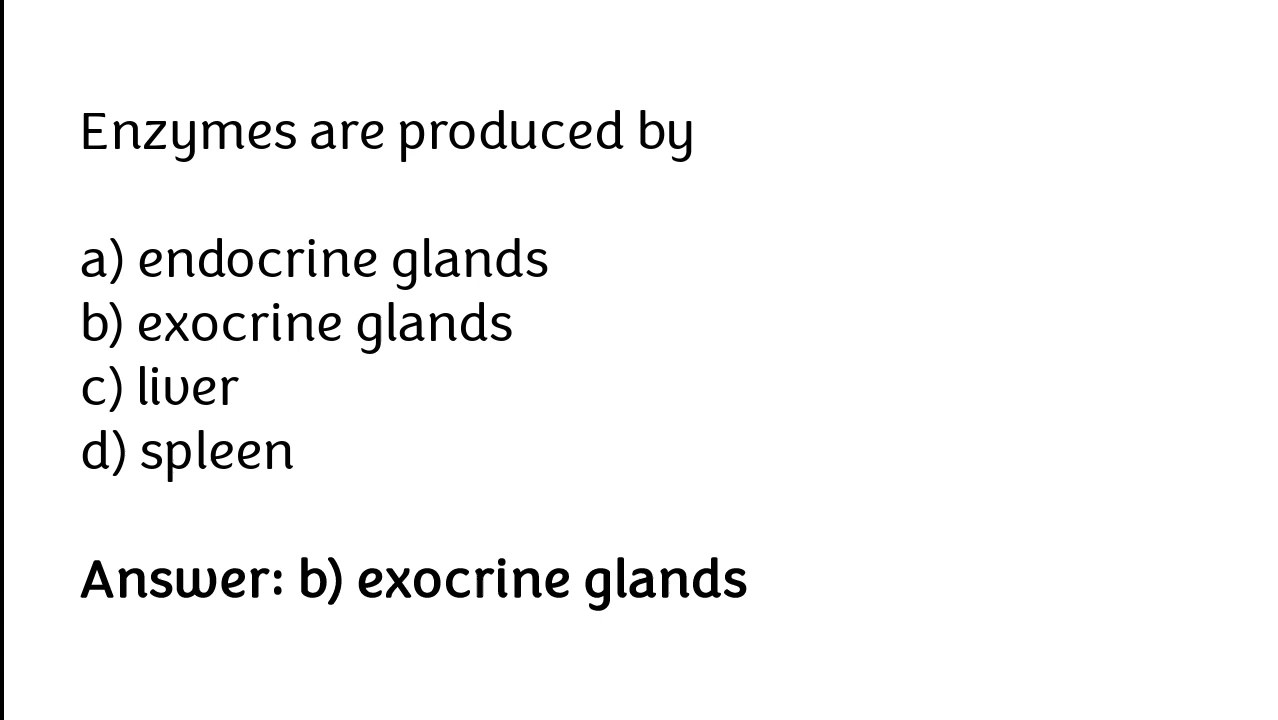 Enzymes are produced by
a) endocrine glands
b) exocrine glands
c) liver
d) spleen
Answer: b) exocrine glands